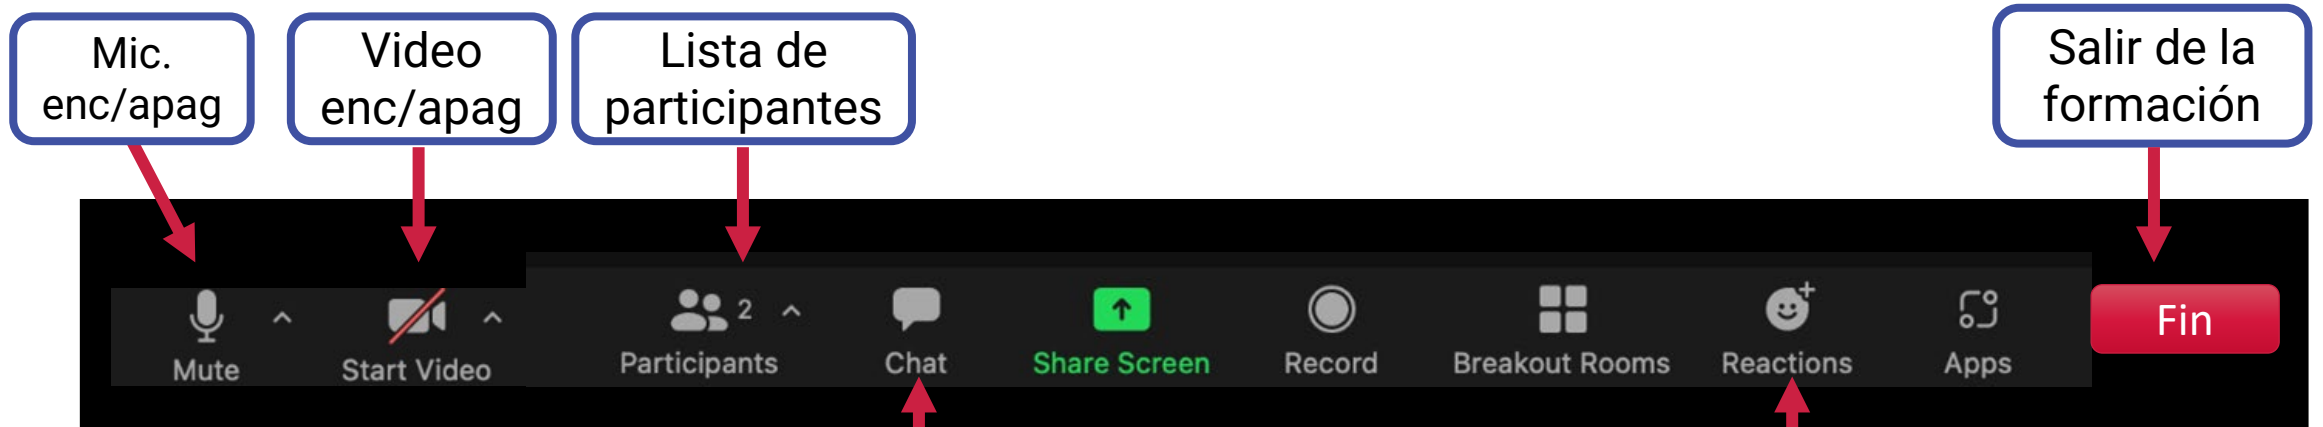 Mic.
enc/apag
Video
enc/apag
Lista de
participantes
Salir de la
formación
2
Mute
Start Video
Participants
Chat
Share Screen
Record
Breakout Rooms
Reactions
Apps
Fin